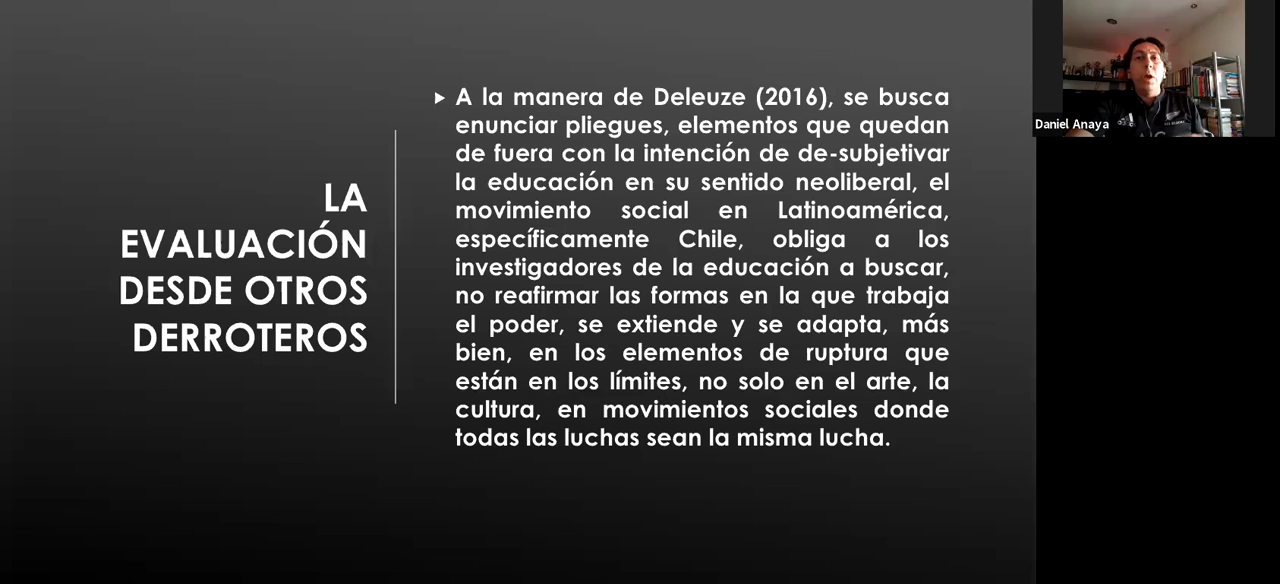 LA
EVALUACIÓN
DESDE OTROS
DERROTEROS
A la manera de Deleuze (2016), se busca
enunciar pliegues, elementos que quedan
de fuera con la intención de de-subjetivar
la educación en su sentido neoliberal, el
movimiento social en Latinoamérica,
específicamente Chile, obliga a los
investigadores de la educación a buscar,
no reafirmar las formas en la que trabaja
el poder, se extiende y se adapta, más
bien, en los elementos de ruptura que
están en los límites, no solo en el arte, la
cultura, en movimientos sociales donde
todas las luchas sean la misma lucha.
Daniel Anaya